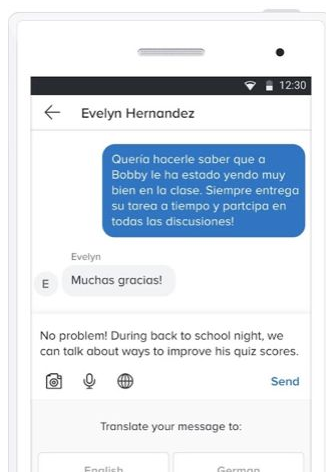 12:30
Evelyn Hernandez
Quería hacerle saber que a
Bobby le ha estado yendo muy
bien en la clase. Siempre entrega
su tarea a tiempo y partcipa en
todas las discusiones!
Evelyn
E
Muchas gracias!
No problem! During back to school night, we
can talk about ways to improve his quiz scores.
Send
Translate your message to:
English
German